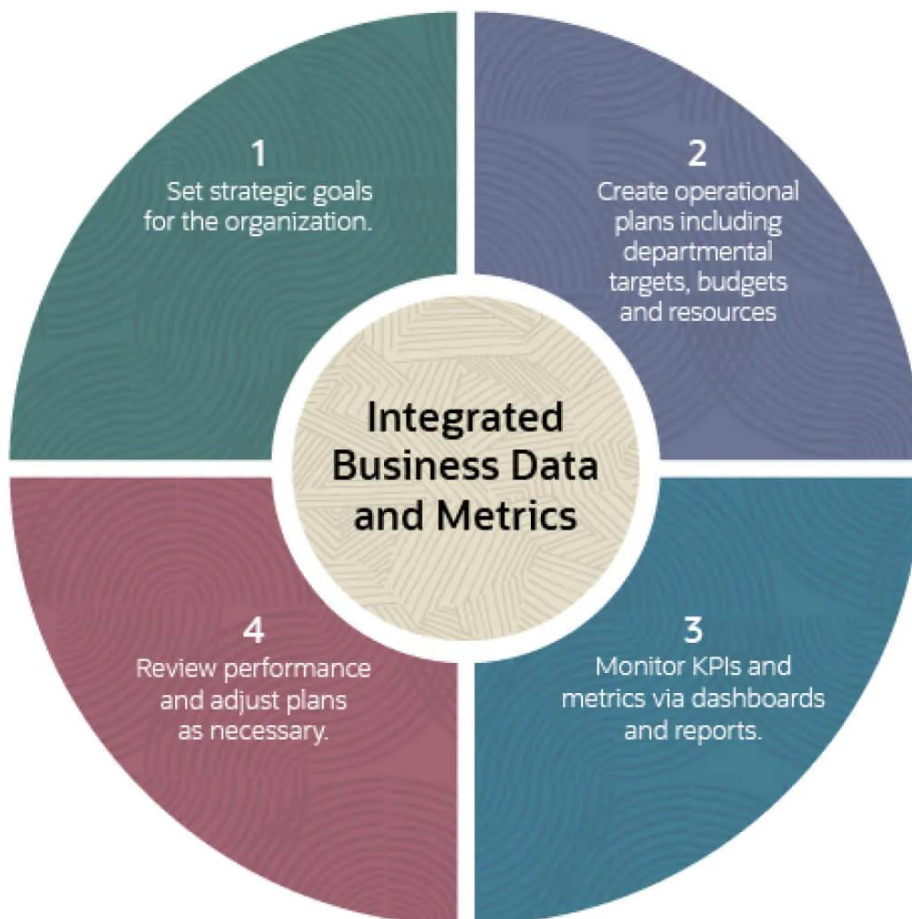 1
Set strategic goals
for the organization.
2
Create operational
plans including
departmental
targets, budgets
and resources
Integrated
Business Data
and Metrics
3
Monitor KPIs and
metrics via dashboards
and reports.
4
Review performance
and adjust plans
as necessary.